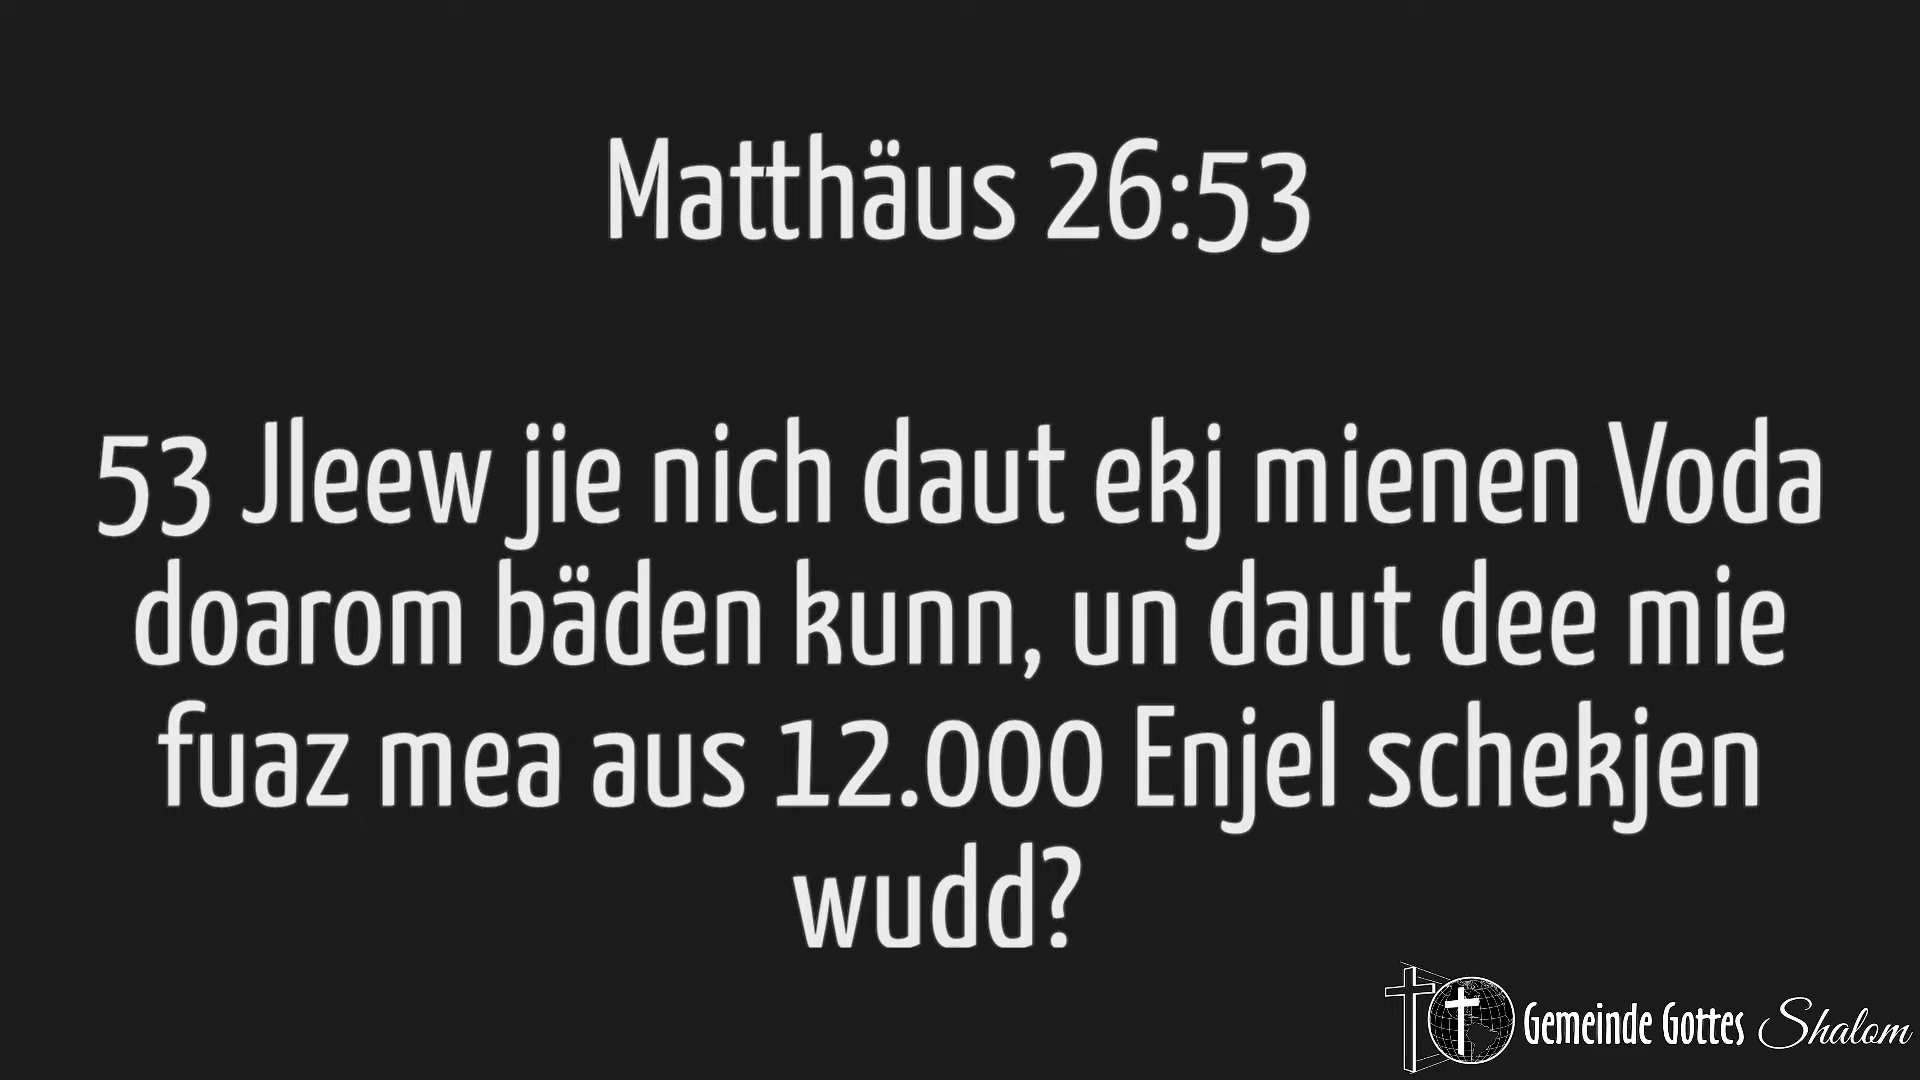 Matthäus 26:53
53 Jleew jie nich daut ekj mienen Voda
doarom bäden kunn, un daut dee mie
fuaz mea aus 12.000 Enjel schekjen
wudd?
Gemeinde Gottes Shalom